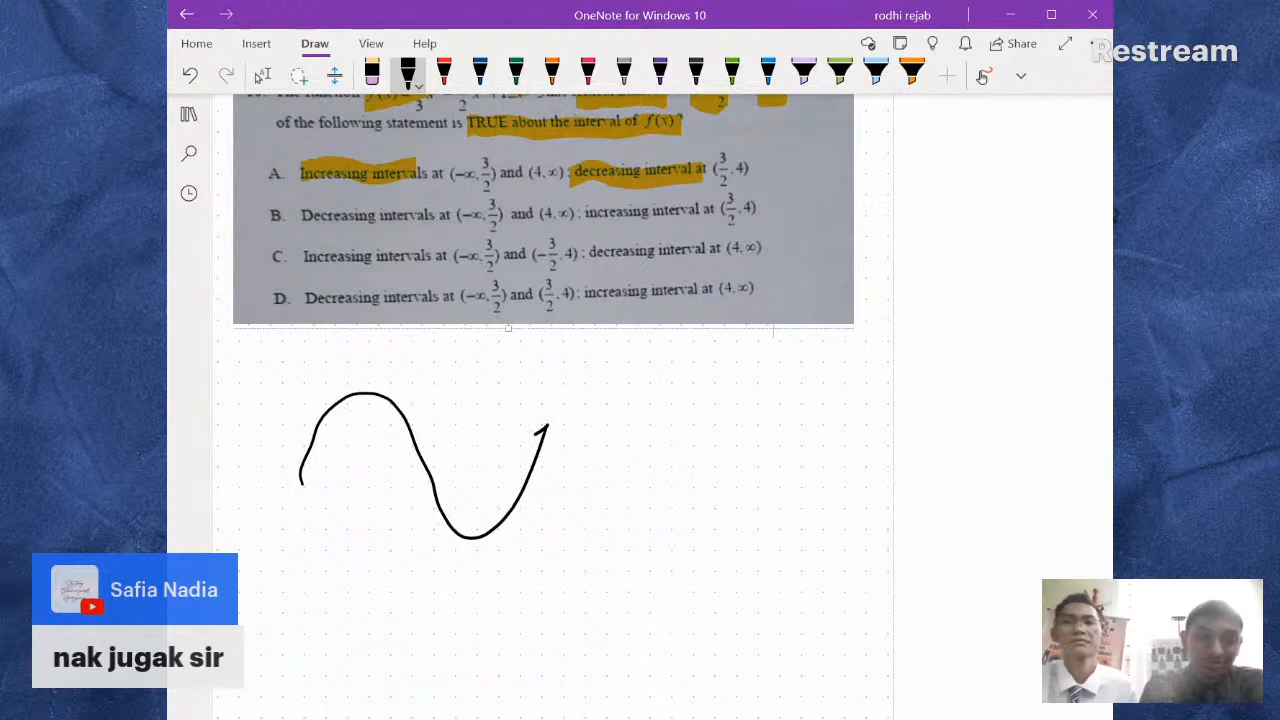 OneNote for Windows 10
rodhi rejab
Restream
Home Insert Draw View Help
Share
of the following statement is TRUE about the interval of f(x)?
A. Increasing intervals at (−∞, 3/2) and (4, ∞); decreasing interval at (3/2, 4)
B. Decreasing intervals at (−∞, 3/2) and (4, ∞); increasing interval at (3/2, 4)
C. Increasing intervals at (−∞, 3/2) and (−3/2, 4); decreasing interval at (4, ∞)
D. Decreasing intervals at (−∞, 3/2) and (3/2, 4); increasing interval at (4, ∞)
Safia Nadia
nak jugak sir